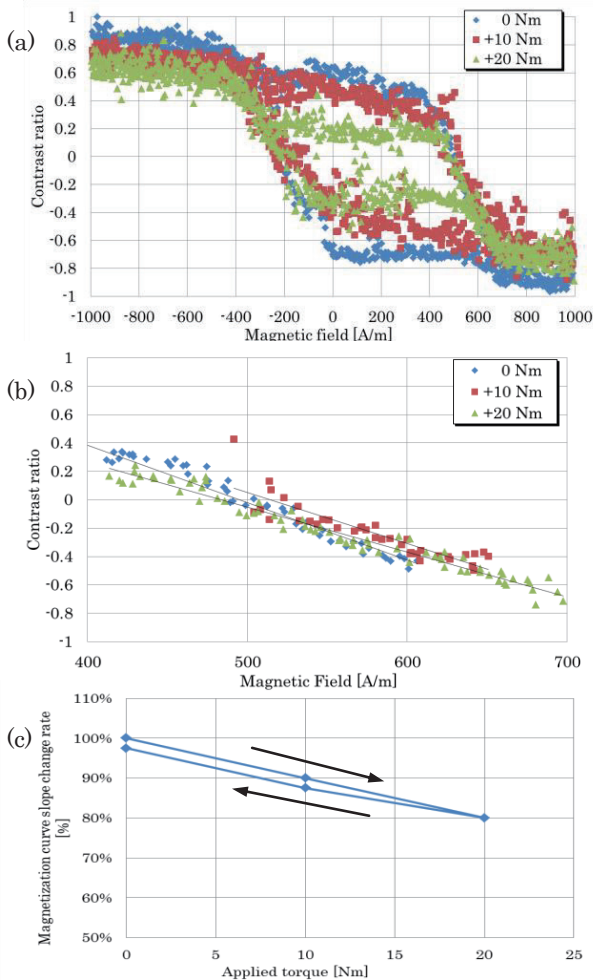 (a)
Contrast ratio
1
0.8
0.6
0.4
0.2
0
-0.2
-0.4
-0.6
-0.8
-1
0 Nm
+10 Nm
+20 Nm
-1000 -800 -600 -400 -200 0 200 400 600 800 1000
Magnetic field [A/m]
(b)
Contrast ratio
1
0.8
0.6
0.4
0.2
0
-0.2
-0.4
-0.6
-0.8
-1
0 Nm
+10 Nm
+20 Nm
400 500 600 700
Magnetic Field [A/m]
(c)
Magnetization curve slope change rate
[%]
110%
100%
90%
80%
70%
60%
50%
0 5 10 15 20 25
Applied torque [Nm]